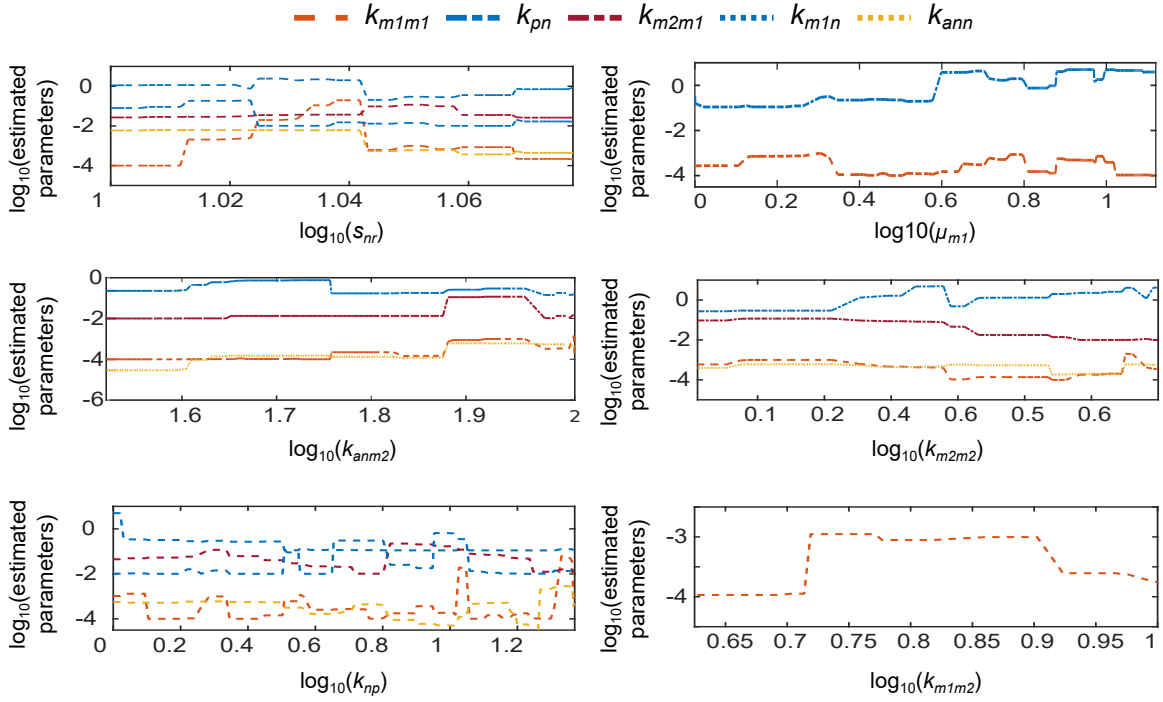 k_m1m1 k_pn k_m2m1 k_m1n k_ann
log10(estimated
parameters)
0
-2
-4
1 1.02 1.04 1.06
log10(s_nr)
log10(estimated
parameters)
0
-2
-4
0 0.2 0.4 0.6 0.8 1
log10(μ_m1)
log10(estimated
parameters)
0
-2
-4
-6
1.6 1.7 1.8 1.9 2
log10(k_anm2)
log10(estimated
parameters)
0
-2
-4
0.1 0.2 0.4 0.6 0.5 0.6
log10(k_m2m2)
log10(estimated
parameters)
0
-2
-4
0 0.2 0.4 0.6 0.8 1 1.2
log10(k_np)
log10(estimated
parameters)
-3
-4
0.65 0.7 0.75 0.8 0.85 0.9 0.95 1
log10(k_m1m2)